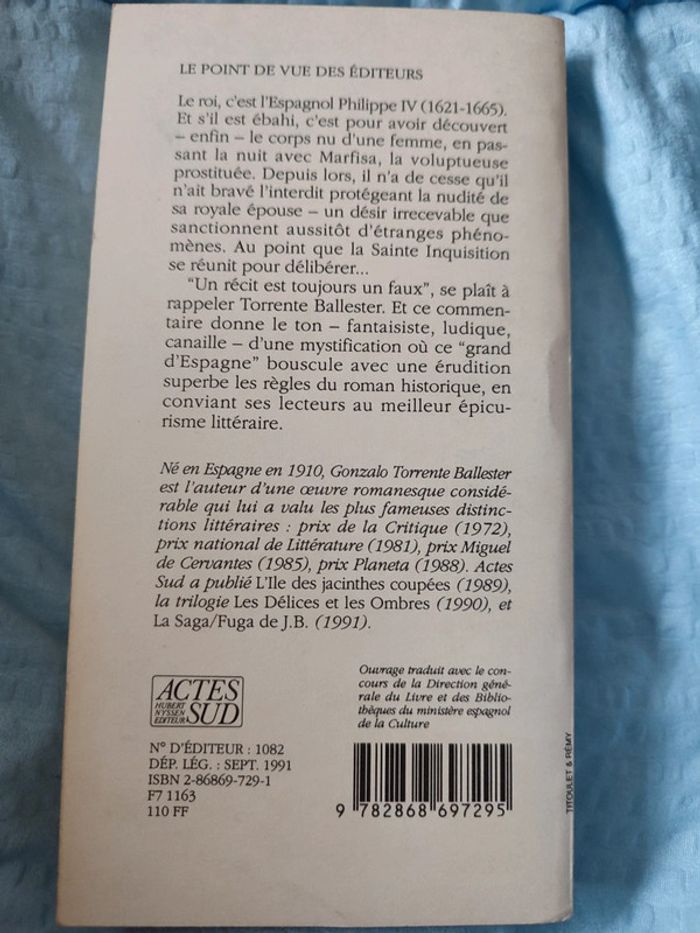 LE POINT DE VUE DES ÉDITEURS
Le roi, c'est l'Espagnol Philippe IV (1621-1665).
Et s'il est ébahi, c'est pour avoir découvert
– enfin – le corps nu d'une femme, en pas-
sant la nuit avec Marfisa, la voluptueuse
prostituée. Depuis lors, il n'a de cesse qu'il
n'ait bravé l'interdit protégeant la nudité de
sa royale épouse – un désir irrecevable que
sanctionnent aussitôt d'étranges phéno-
mènes. Au point que la Sainte Inquisition
se réunit pour délibérer...
"Un récit est toujours un faux", se plaît à
rappeler Torrente Ballester. Et ce commen-
taire donne le ton – fantaisiste, ludique,
canaille – d'une mystification où ce "grand
d'Espagne" bouscule avec une érudition
superbe les règles du roman historique, en
conviant ses lecteurs au meilleur épicu-
risme littéraire.
Né en Espagne en 1910, Gonzalo Torrente Ballester
est l'auteur d'une œuvre romanesque considé-
rable qui lui a valu les plus fameuses distinc-
tions littéraires : prix de la Critique (1972),
prix national de Littérature (1981), prix Miguel
de Cervantes (1985), prix Planeta (1988). Actes
Sud a publié L'Ile des jacinthes coupées (1989),
la trilogie Les Délices et les Ombres (1990), et
La Saga/Fuga de J.B. (1991).
ACTES
HUBERT
NYSSEN
EDITEUR
SUD
Ouvrage traduit avec le con-
cours de la Direction géné-
rale du Livre et des Biblio-
thèques du ministère espagnol
de la Culture
N° D'ÉDITEUR : 1082
DÉP. LÉG. : SEPT. 1991
ISBN 2-86869-729-1
F7 1163
110 FF
9 782868 697295
TITOULET & RÉMY